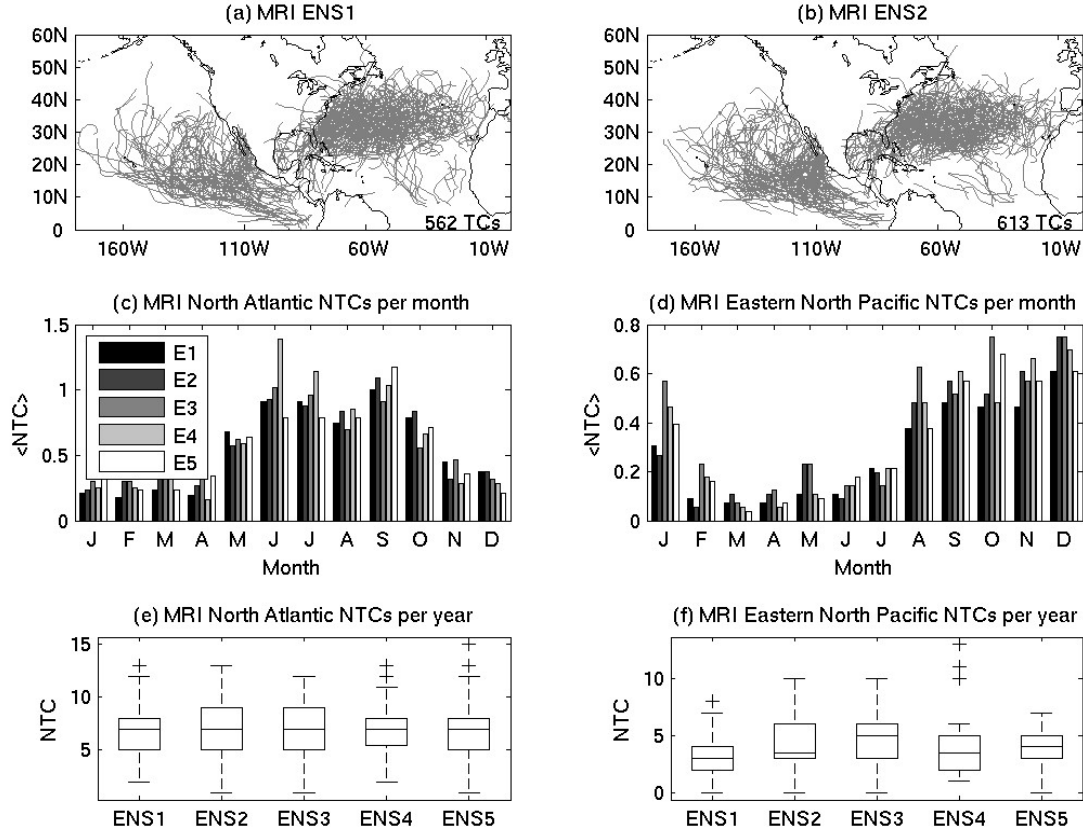 (a) MRI ENS1
60N
50N
40N
30N
20N
10N
0
562 TCs
160W 110W 60W 10W
(b) MRI ENS2
60N
50N
40N
30N
20N
10N
0
613 TCs
160W 110W 60W 10W
(c) MRI North Atlantic NTCs per month
1.5
1
0.5
0
<NTC>
E1
E2
E3
E4
E5
J F M A M J J A S O N D
Month
(d) MRI Eastern North Pacific NTCs per month
0.8
0.6
0.4
0.2
0
<NTC>
J F M A M J J A S O N D
Month
(e) MRI North Atlantic NTCs per year
15
10
5
NTC
ENS1 ENS2 ENS3 ENS4 ENS5
(f) MRI Eastern North Pacific NTCs per year
10
5
0
NTC
ENS1 ENS2 ENS3 ENS4 ENS5